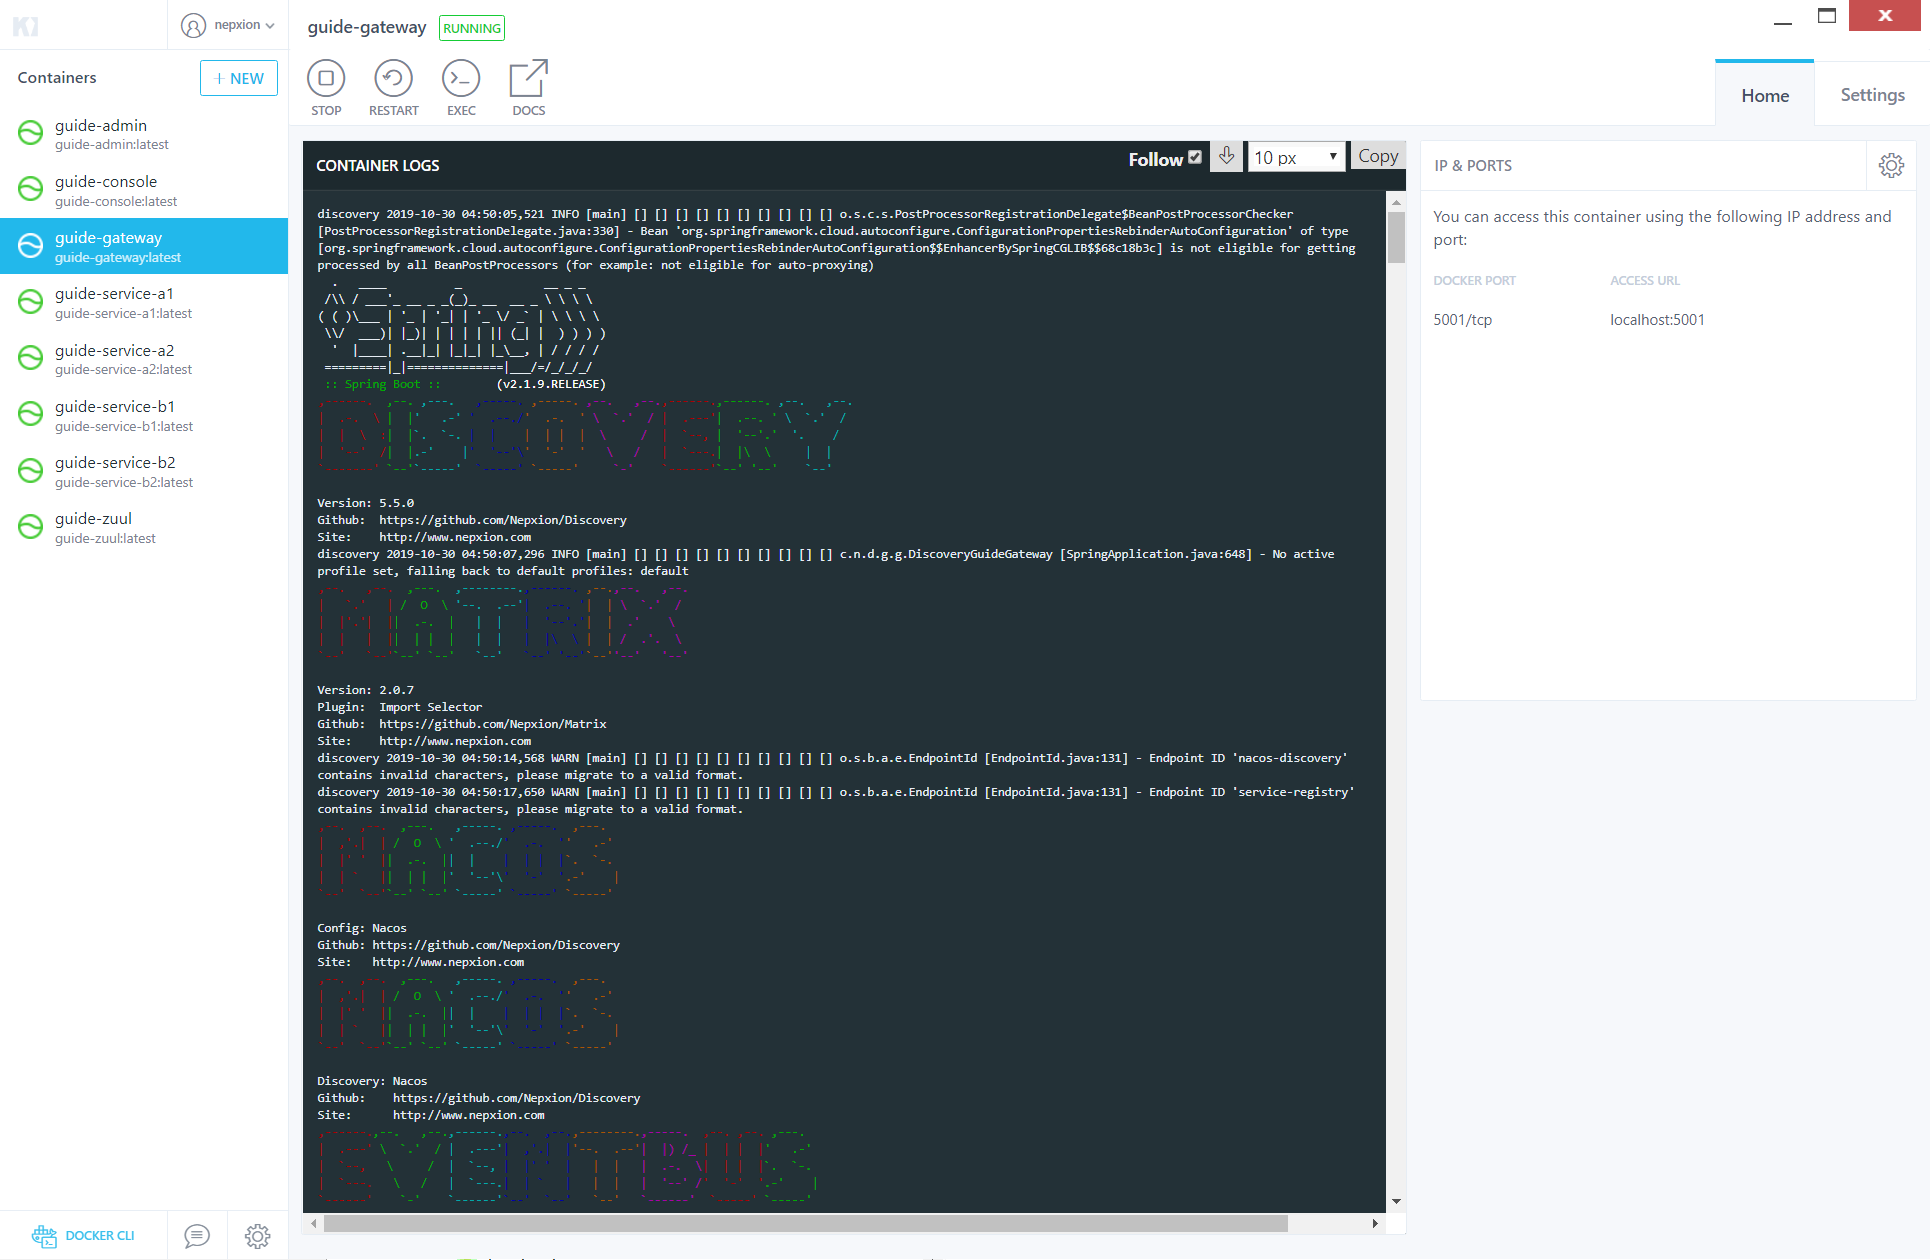 nepxion
guide-gateway RUNNING
Containers
+ NEW
STOP RESTART EXEC DOCS
Home Settings
guide-admin
guide-admin:latest
guide-console
guide-console:latest
guide-gateway
guide-gateway:latest
guide-service-a1
guide-service-a1:latest
guide-service-a2
guide-service-a2:latest
guide-service-b1
guide-service-b1:latest
guide-service-b2
guide-service-b2:latest
guide-zuul
guide-zuul:latest
DOCKER CLI
CONTAINER LOGS
Follow 10 px Copy
discovery 2019-10-30 04:50:05,521 INFO [main] [] [] [] [] [] [] [] [] [] [] o.s.c.s.PostProcessorRegistrationDelegate$BeanPostProcessorChecker
[PostProcessorRegistrationDelegate.java:330] - Bean 'org.springframework.cloud.autoconfigure.ConfigurationPropertiesRebinderAutoConfiguration' of type
[org.springframework.cloud.autoconfigure.ConfigurationPropertiesRebinderAutoConfiguration$$EnhancerBySpringCGLIB$$68c18b3c] is not eligible for getting
processed by all BeanPostProcessors (for example: not eligible for auto-proxying)
Spring
:: Spring Boot :: (v2.1.9.RELEASE)
DISCOVERY
Version: 5.5.0
Github: https://github.com/Nepxion/Discovery
Site: http://www.nepxion.com
discovery 2019-10-30 04:50:07,296 INFO [main] [] [] [] [] [] [] [] [] [] [] c.n.d.g.g.DiscoveryGuideGateway [SpringApplication.java:648] - No active
profile set, falling back to default profiles: default
MATRIX
Version: 2.0.7
Plugin: Import Selector
Github: https://github.com/Nepxion/Matrix
Site: http://www.nepxion.com
discovery 2019-10-30 04:50:14,568 WARN [main] [] [] [] [] [] [] [] [] [] [] o.s.b.a.e.EndpointId [EndpointId.java:131] - Endpoint ID 'nacos-discovery'
contains invalid characters, please migrate to a valid format.
discovery 2019-10-30 04:50:17,650 WARN [main] [] [] [] [] [] [] [] [] [] [] o.s.b.a.e.EndpointId [EndpointId.java:131] - Endpoint ID 'service-registry'
contains invalid characters, please migrate to a valid format.
NACOS
Config: Nacos
Github: https://github.com/Nepxion/Discovery
Site: http://www.nepxion.com
NACOS
Discovery: Nacos
Github: https://github.com/Nepxion/Discovery
Site: http://www.nepxion.com
EVENTBUS
IP & PORTS
You can access this container using the following IP address and
port:
DOCKER PORT ACCESS URL
5001/tcp localhost:5001